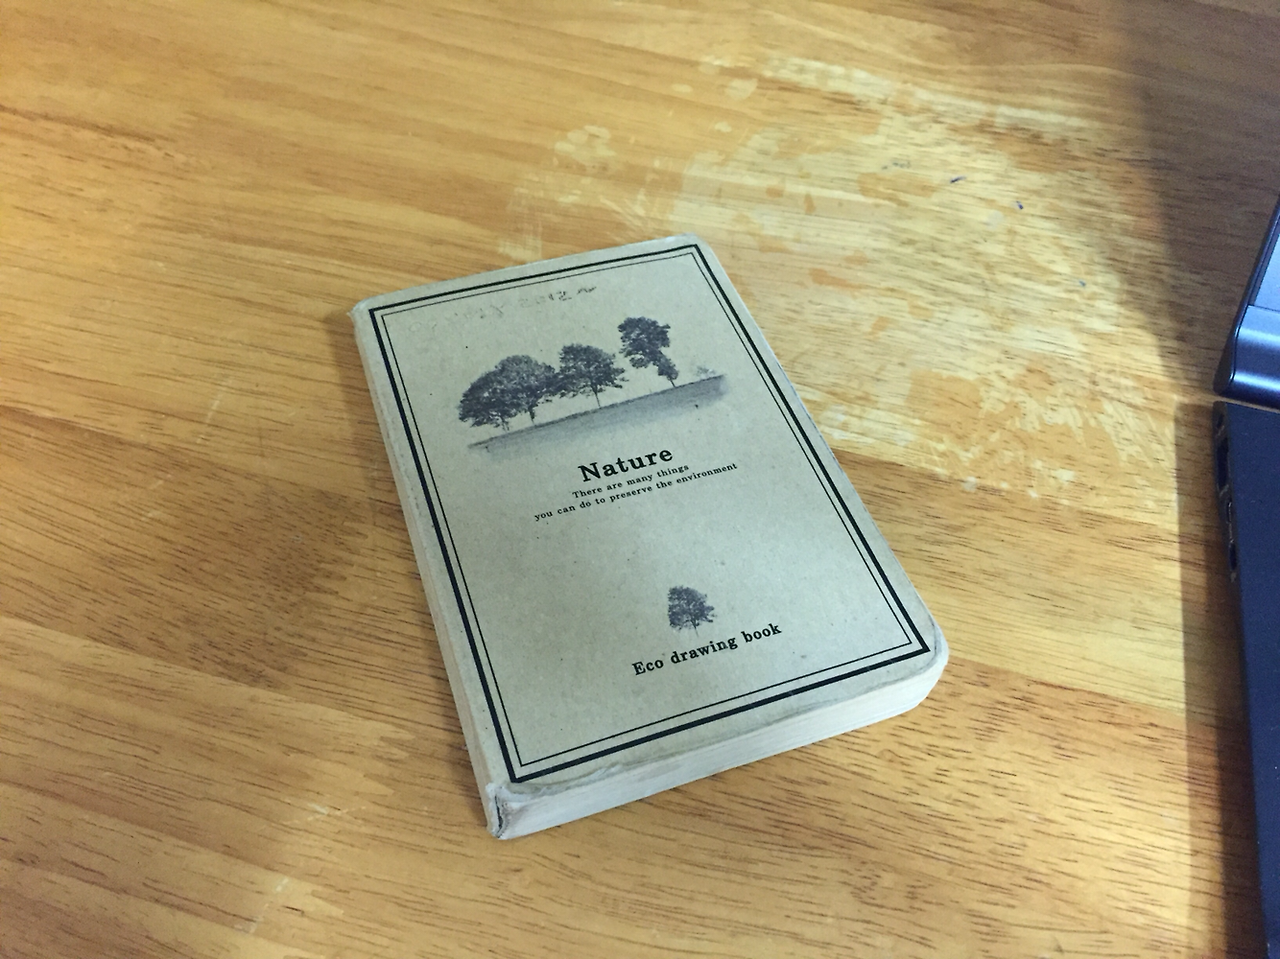 Nature
There are many things
you can do to preserve the environment
Eco drawing book